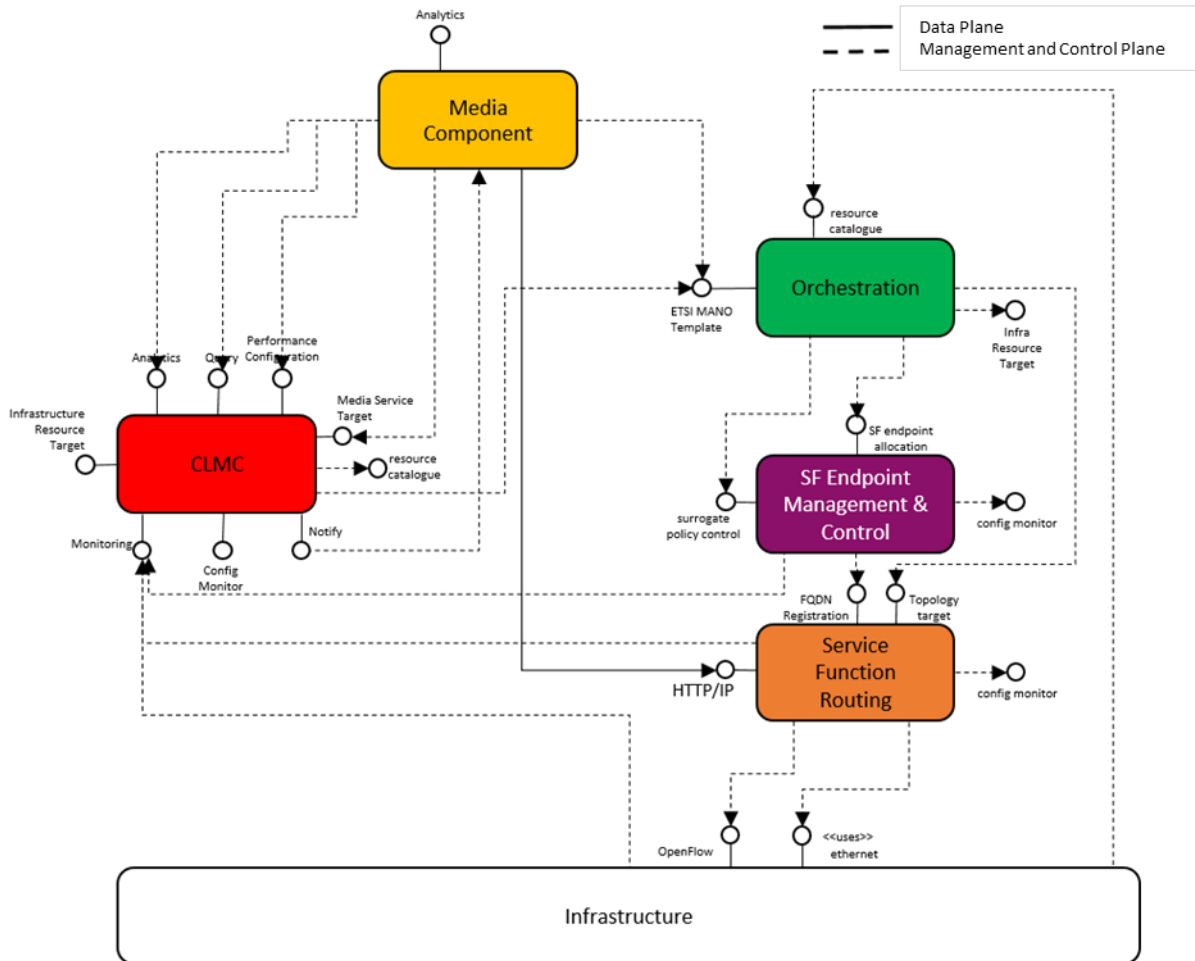 Analytics
Data Plane
Management and Control Plane
Media
Component
resource
catalogue
Orchestration
ETSI MANO
Template
Infra
Resource
Target
Analytics
Query
Performance
Configuration
Media Service
Target
Infrastructure
Resource
Target
CLMC
resource
catalogue
SF endpoint
allocation
SF Endpoint
Management &
Control
surrogate
policy control
config monitor
Monitoring
Config
Monitor
Notify
FQDN
Registration
Topology
target
Service
Function
Routing
HTTP/IP
config monitor
OpenFlow
<<uses>>
ethernet
Infrastructure